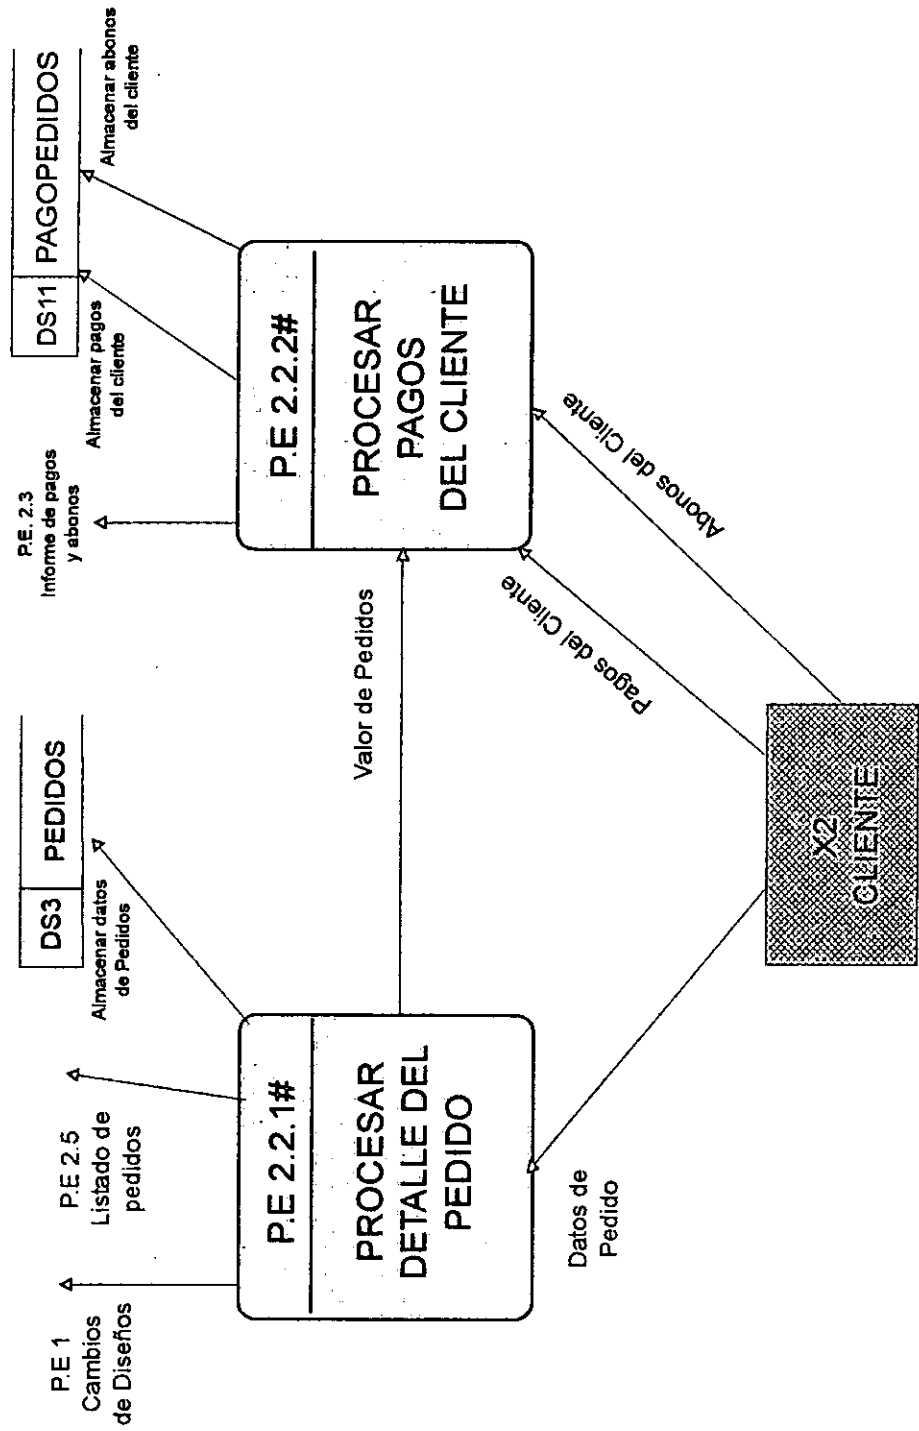 P.E 1
Cambios
de Diseños
P.E 2.5
Listado de
pedidos
DS3 PEDIDOS
Almacenar datos
de Pedidos
P.E. 2.3
Informe de pagos
y abonos
DS11 PAGOPEDIDOS
Almacenar pagos
del cliente
Almacenar abonos
del cliente
P.E 2.2.1#
PROCESAR
DETALLE DEL
PEDIDO
Valor de Pedidos
P.E 2.2.2#
PROCESAR
PAGOS
DEL CLIENTE
Datos de
Pedido
Pagos del Cliente
Abonos del Cliente
X2
CLIENTE